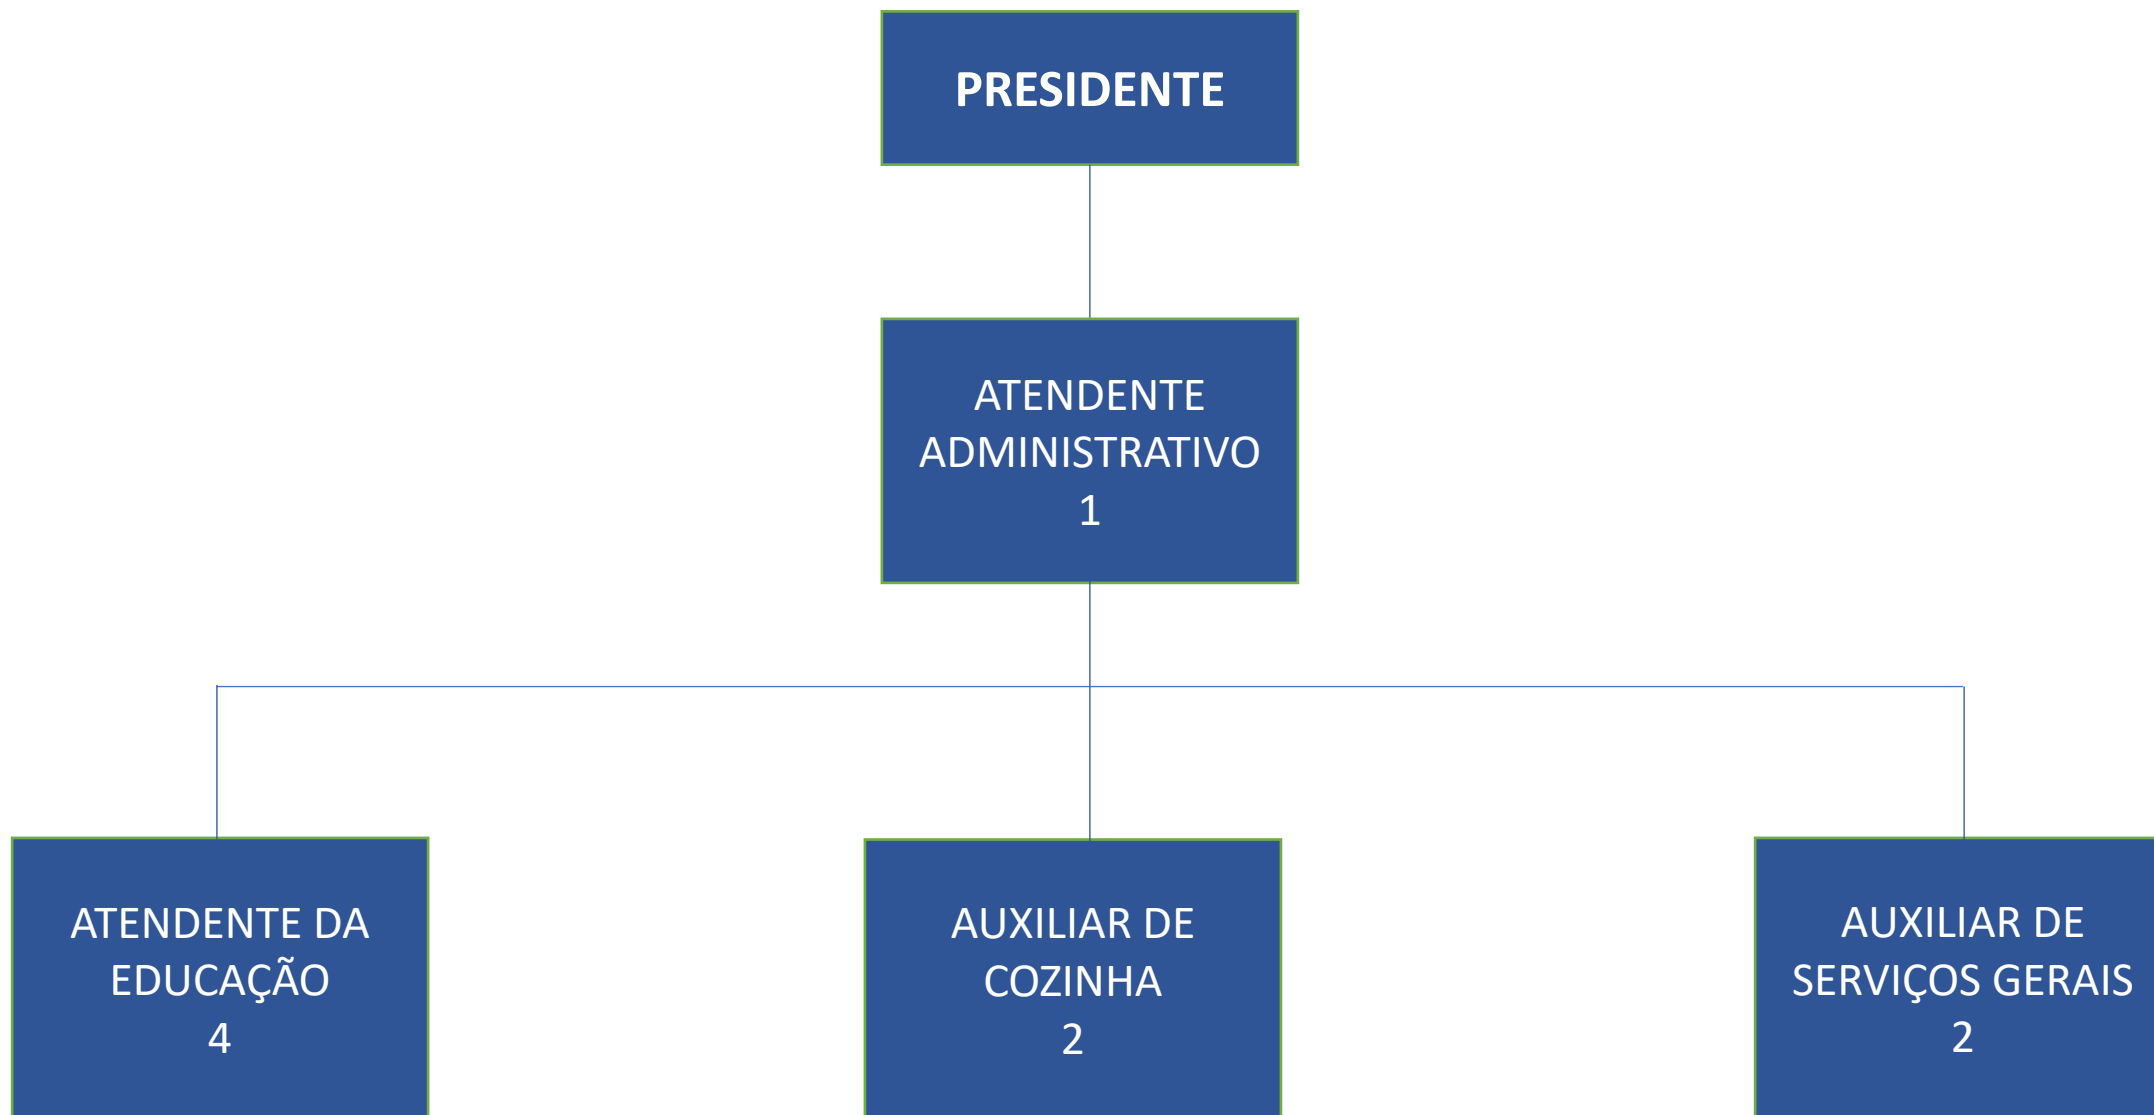 PRESIDENTE
ATENDENTE
ADMINISTRATIVO
1
ATENDENTE DA
EDUCAÇÃO
4
AUXILIAR DE
COZINHA
2
AUXILIAR DE
SERVIÇOS GERAIS
2